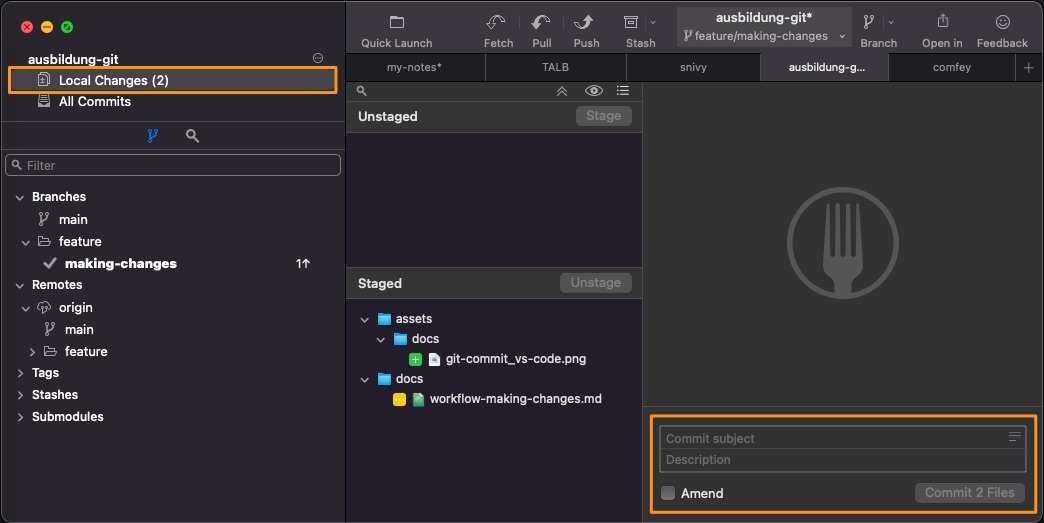 ausbildung-git
Local Changes (2)
All Commits
Filter
Branches
main
feature
making-changes 1↑
Remotes
origin
main
feature
Tags
Stashes
Submodules
Quick Launch
Fetch
Pull
Push
Stash
ausbildung-git*
feature/making-changes
Branch
Open in
Feedback
my-notes*
TALB
snivy
ausbildung-g...
comfey
Unstaged
Stage
Staged
Unstage
assets
docs
git-commit_vs-code.png
docs
workflow-making-changes.md
Commit subject
Description
Amend
Commit 2 Files